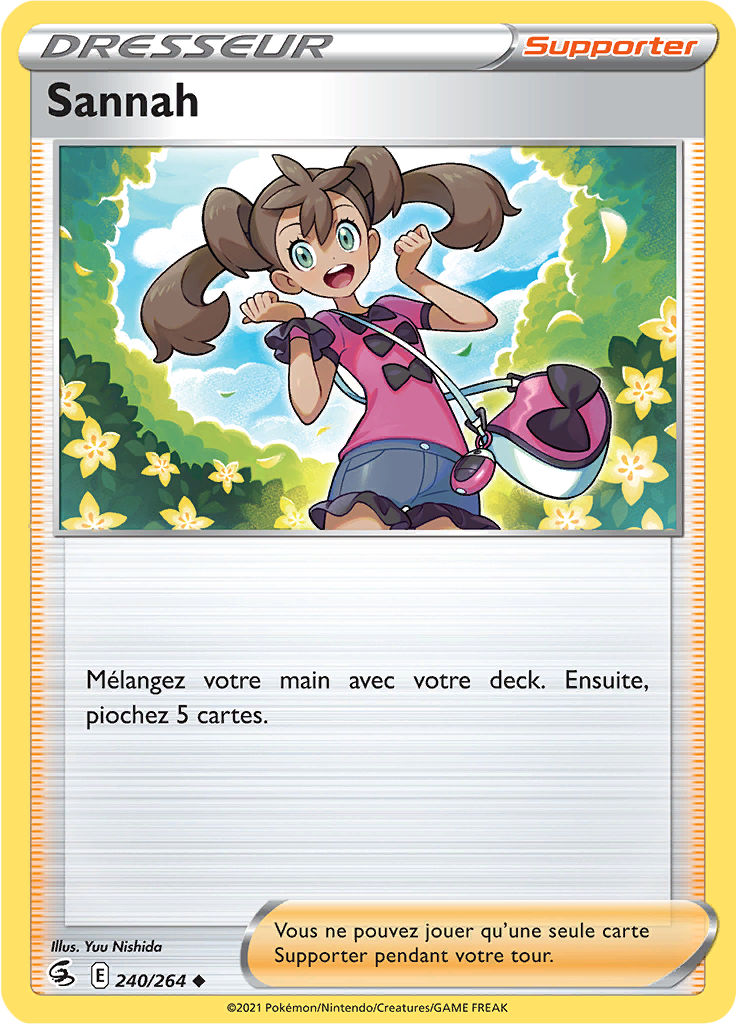 DRESSEUR Supporter
Sannah
Mélangez votre main avec votre deck. Ensuite,
piochez 5 cartes.
Vous ne pouvez jouer qu'une seule carte
Supporter pendant votre tour.
Illus. Yuu Nishida
E 240/264
©2021 Pokémon/Nintendo/Creatures/GAME FREAK